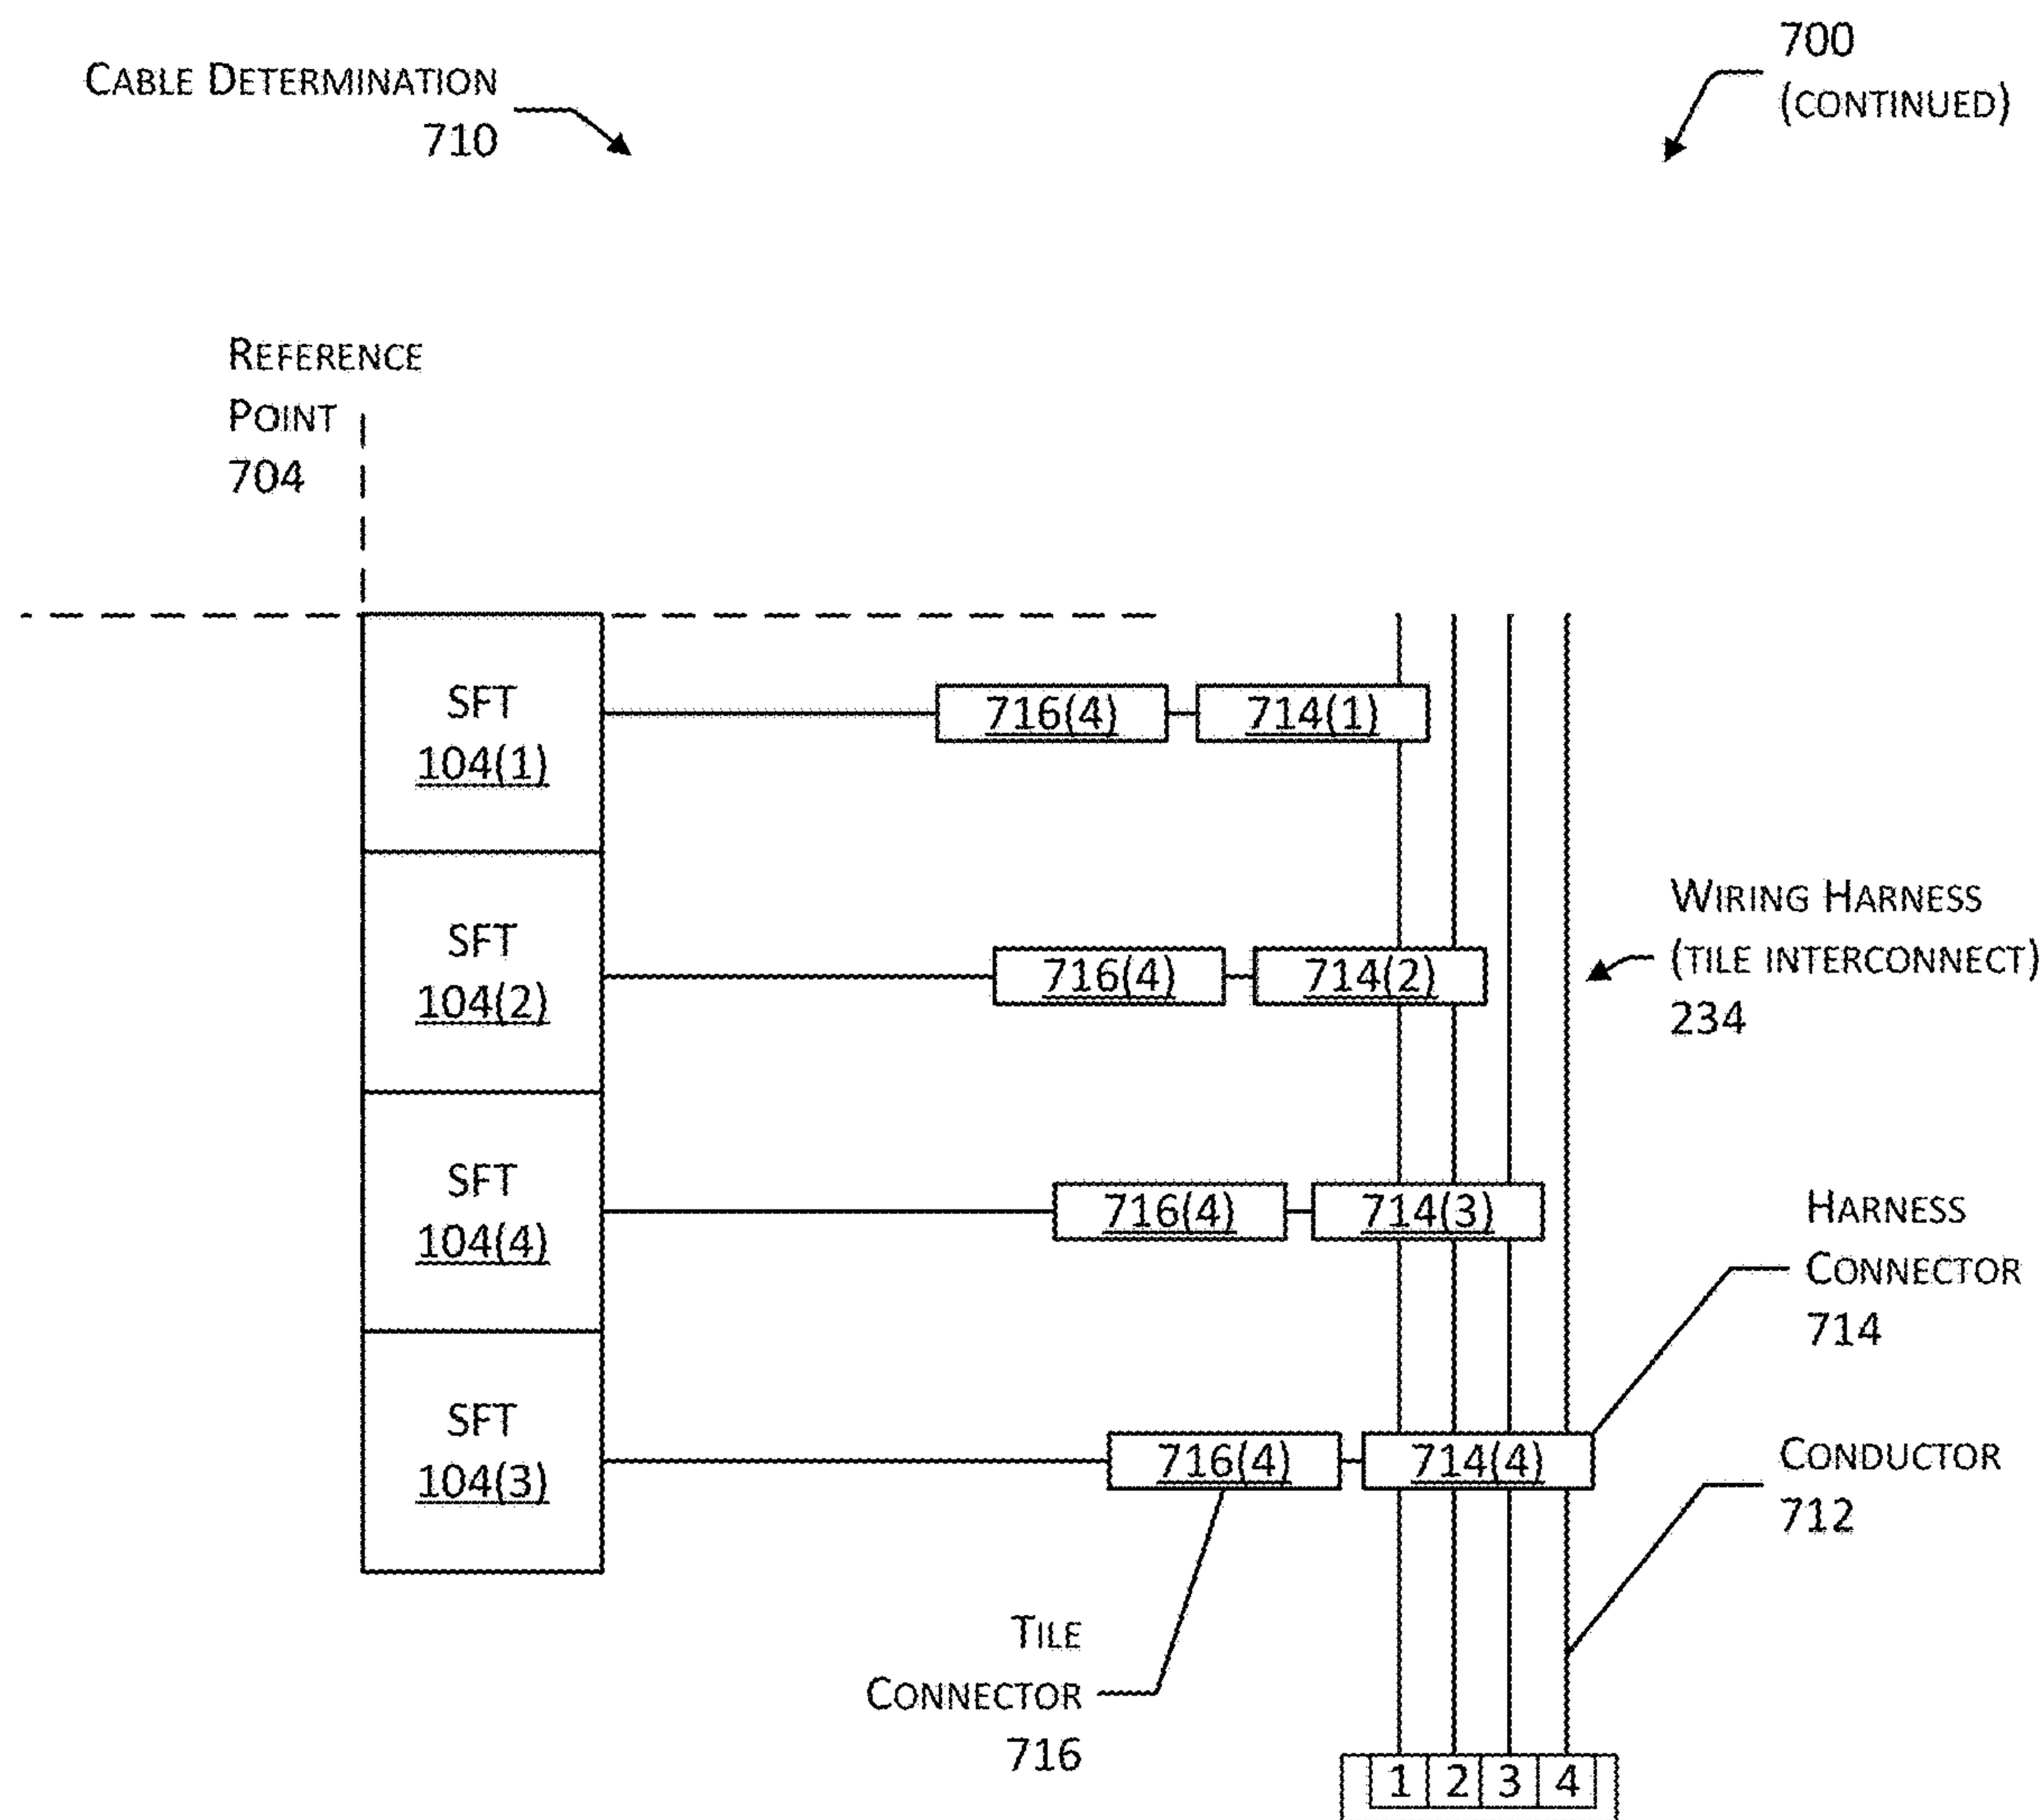 CABLE DETERMINATION
710
700
(CONTINUED)
REFERENCE
POINT
704
SFT
104(1)
716(4)
714(1)
SFT
104(2)
716(4)
714(2)
WIRING HARNESS
(TILE INTERCONNECT)
234
SFT
104(4)
716(4)
714(3)
HARNESS
CONNECTOR
714
SFT
104(3)
716(4)
714(4)
CONDUCTOR
712
TILE
CONNECTOR
716
1 2 3 4